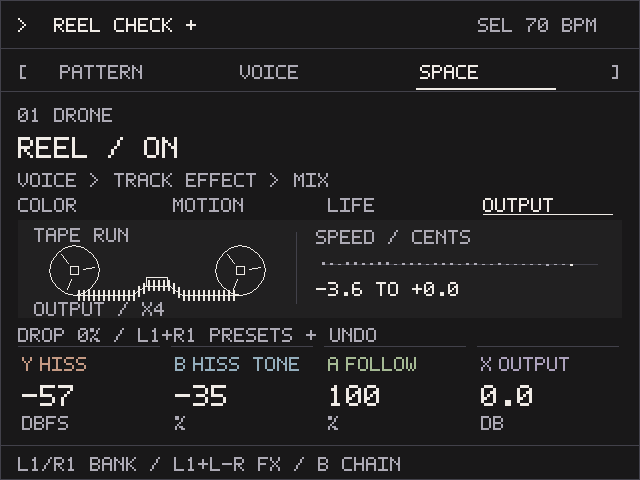 > REEL CHECK + SEL 70 BPM
[ PATTERN VOICE SPACE ]
01 DRONE
REEL / ON
VOICE > TRACK EFFECT > MIX
COLOR MOTION LIFE OUTPUT
TAPE RUN
SPEED / CENTS
-3.6 TO +0.0
OUTPUT / X4
DROP 0% / L1+R1 PRESETS + UNDO
Y HISS B HISS TONE A FOLLOW X OUTPUT
-57 -35 100 0.0
DBFS % % DB
L1/R1 BANK / L1+L-R FX / B CHAIN